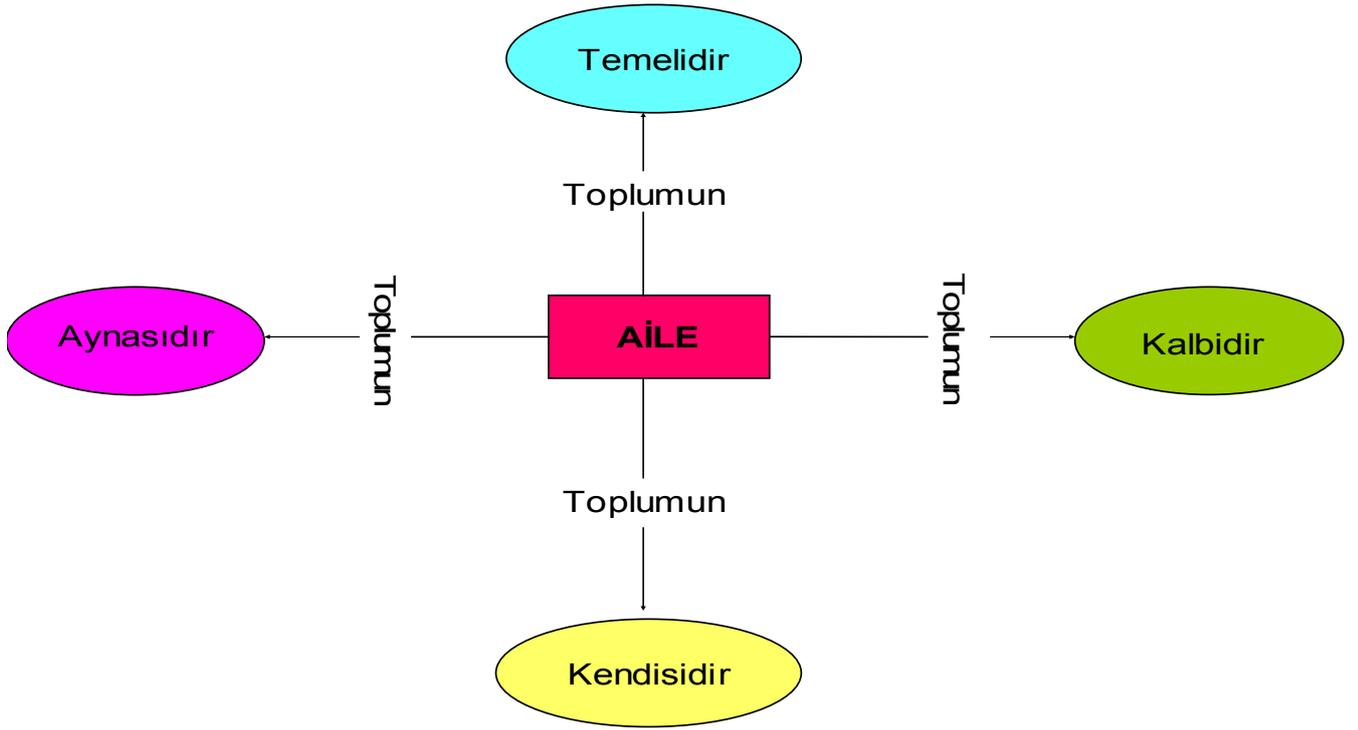 Temelidir
Toplumun
Aynasıdır
Toplumun
AİLE
Toplumun
Kalbidir
Toplumun
Kendisidir